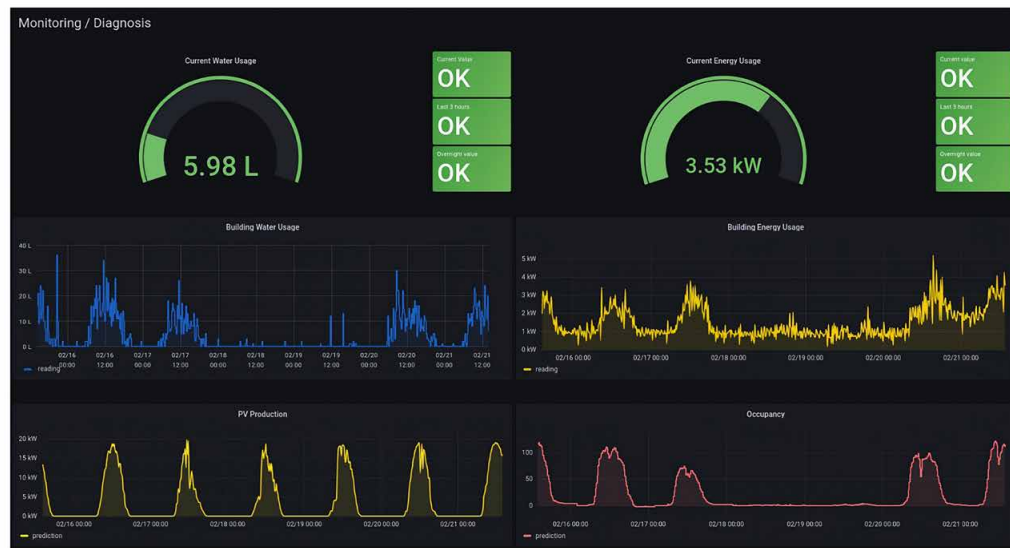 Monitoring / Diagnosis
Current Water Usage
5.98 L
Current Value
OK
Last 3 hours
OK
Overnight value
OK
Current Energy Usage
3.53 kW
Current value
OK
Last 3 hours
OK
Overnight value
OK
Building Water Usage
40 L
30 L
20 L
10 L
0 L
02/16 00:00 02/16 12:00 02/17 00:00 02/17 12:00 02/18 00:00 02/18 12:00 02/19 00:00 02/19 12:00 02/20 00:00 02/20 12:00 02/21 00:00 02/21 12:00
reading
Building Energy Usage
5 kW
4 kW
3 kW
2 kW
1 kW
0 kW
02/16 00:00 02/17 00:00 02/18 00:00 02/19 00:00 02/20 00:00 02/21 00:00
reading
PV Production
20 kW
15 kW
10 kW
5 kW
0 kW
02/16 00:00 02/17 00:00 02/18 00:00 02/19 00:00 02/20 00:00 02/21 00:00
prediction
Occupancy
100
50
0
02/16 00:00 02/17 00:00 02/18 00:00 02/19 00:00 02/20 00:00 02/21 00:00
prediction